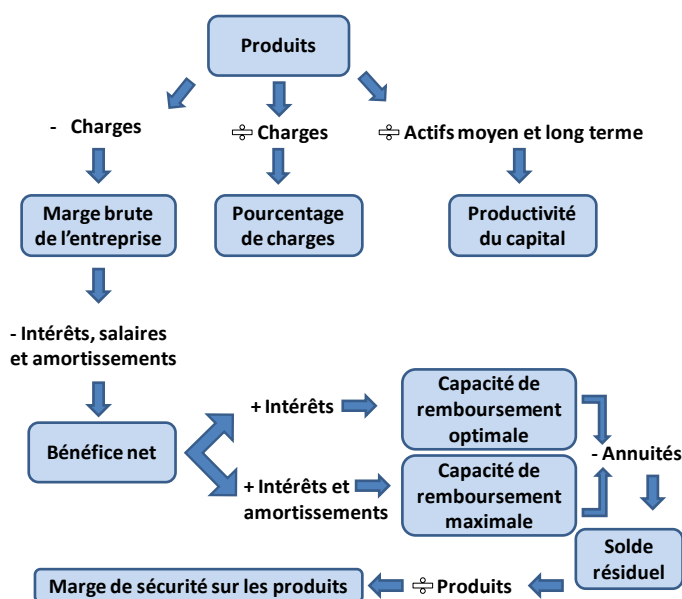 Produits
- Charges
÷ Charges
÷ Actifs moyen et long terme
Marge brute
de l’entreprise
Pourcentage
de charges
Productivité
du capital
- Intérêts, salaires
et amortissements
Bénéfice net
+ Intérêts
Capacité de
remboursement
optimale
- Annuités
+ Intérêts et
amortissements
Capacité de
remboursement
maximale
Solde
résiduel
÷ Produits
Marge de sécurité sur les produits